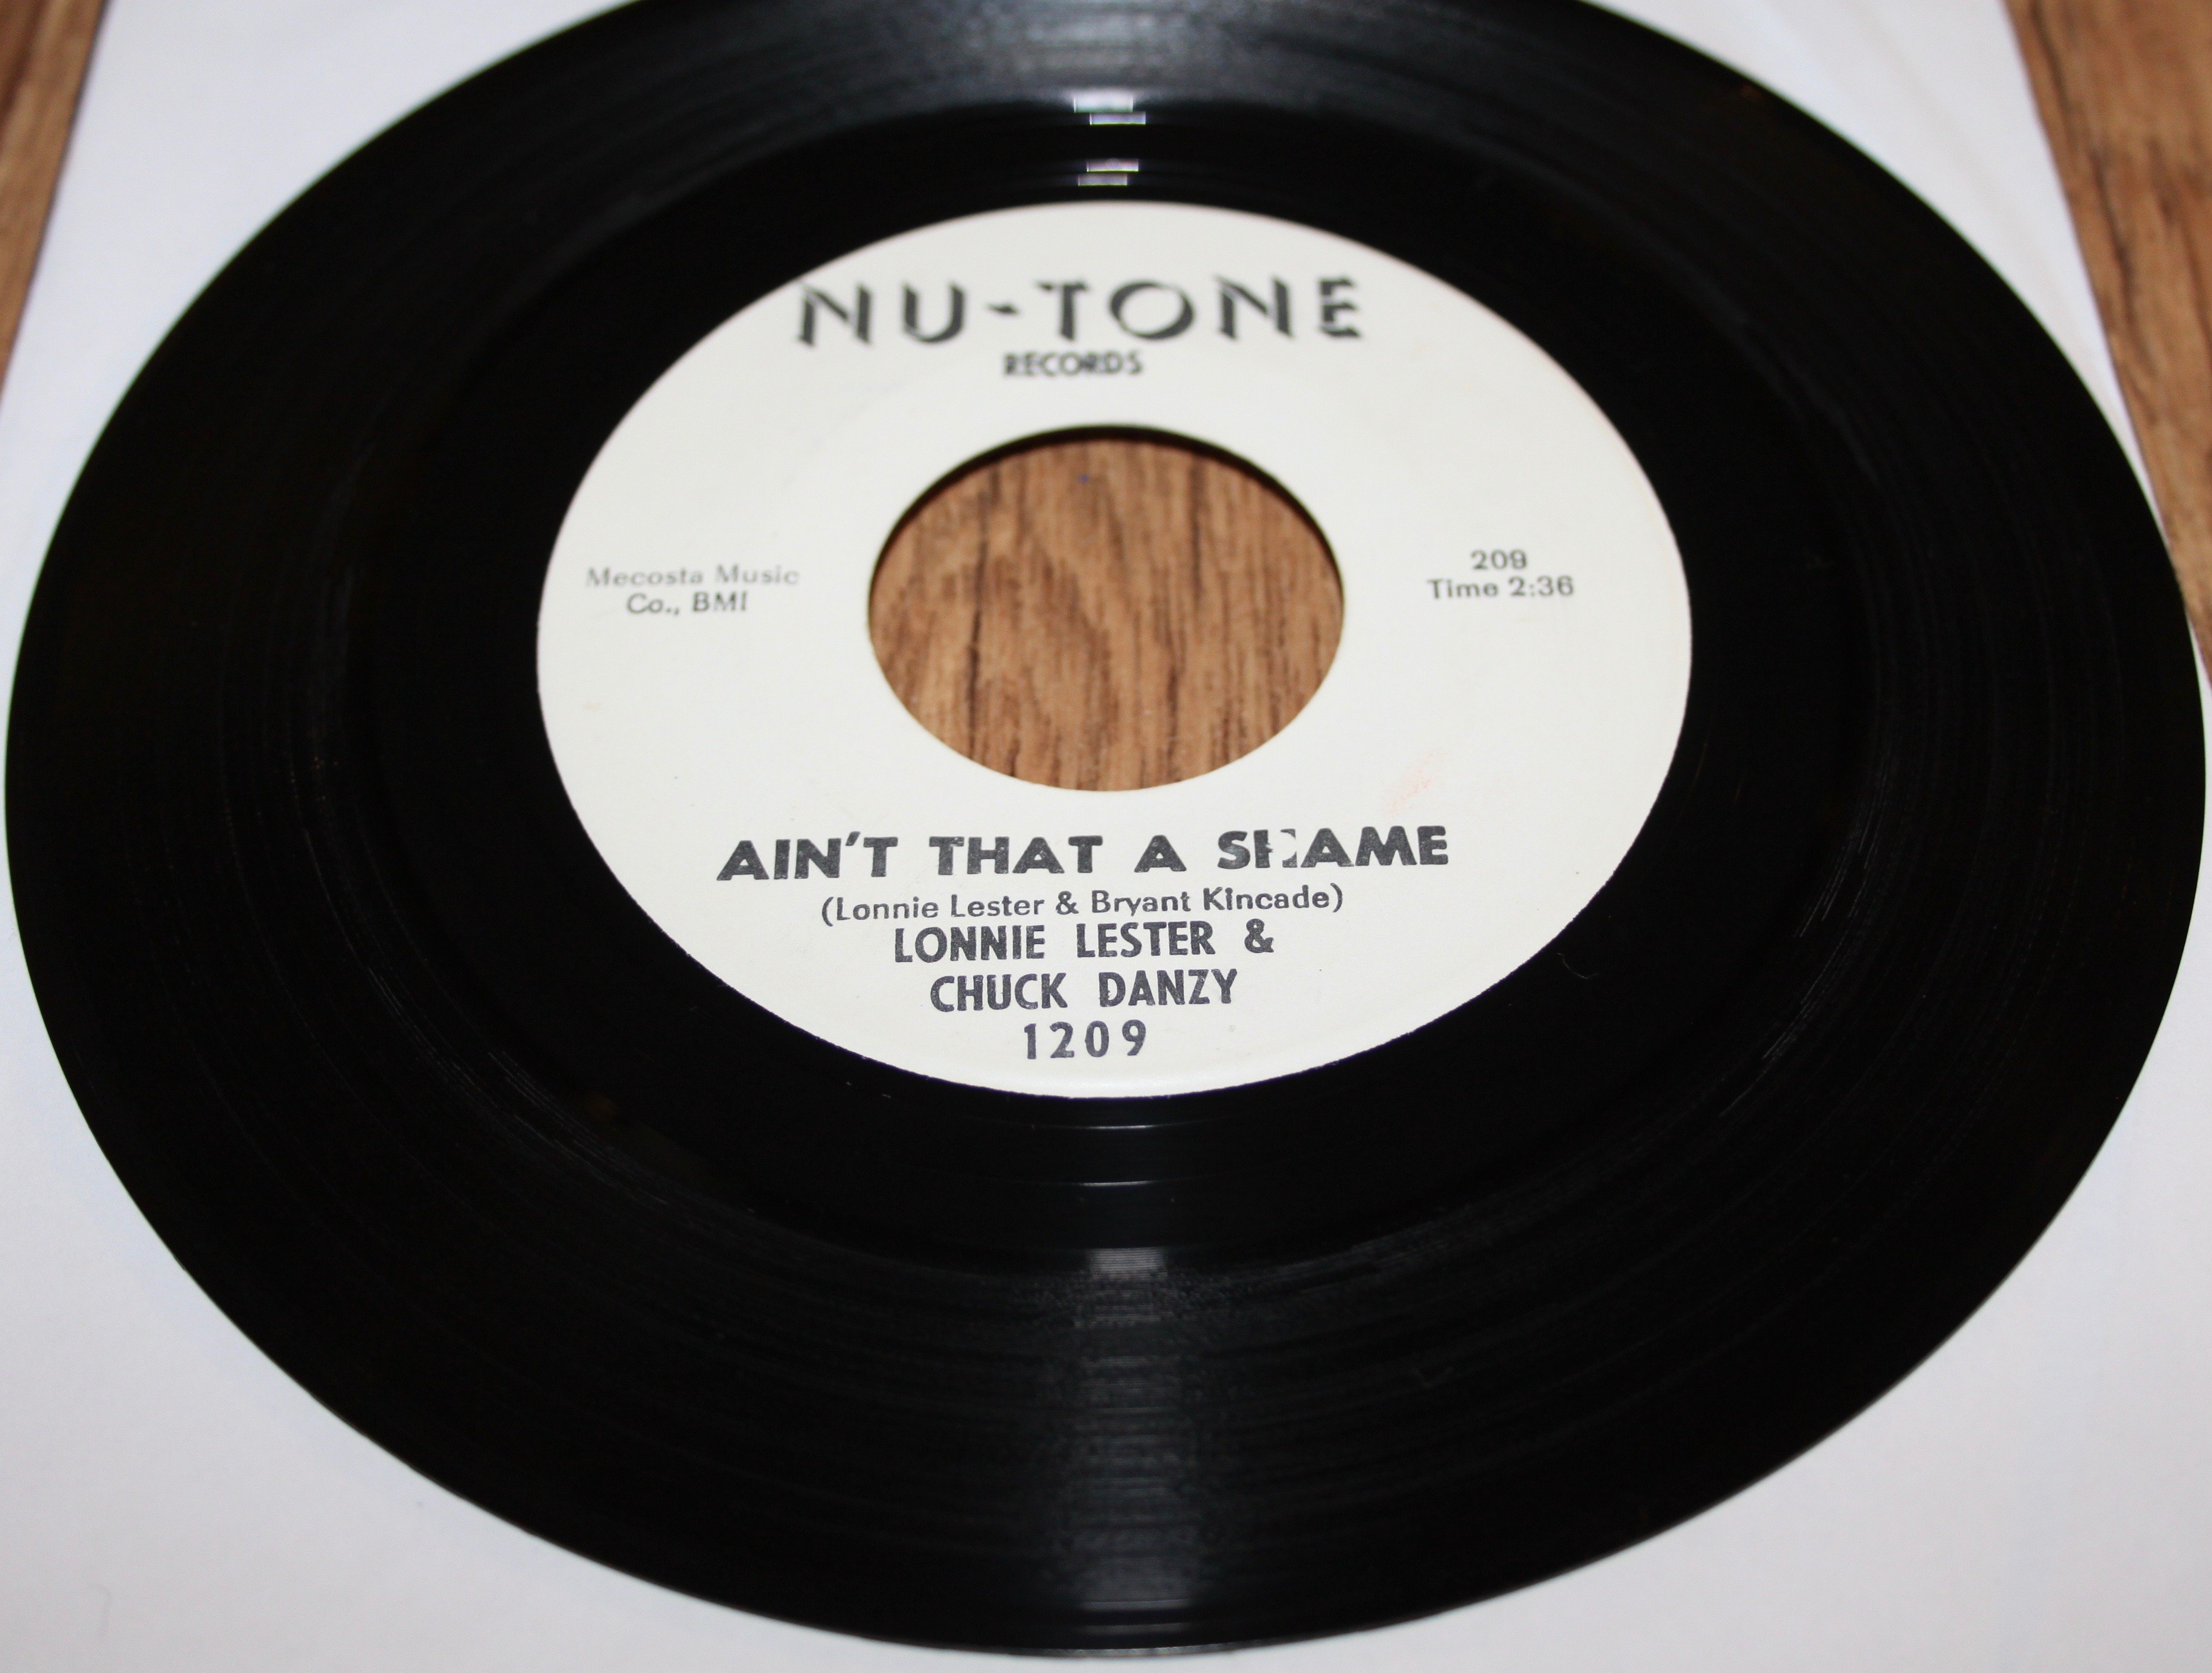 NU-TONE
RECORDS
Mecosta Music
Co., BMI
209
Time 2:36
AIN'T THAT A SHAME
(Lonnie Lester & Bryant Kincade)
LONNIE LESTER &
CHUCK DANZY
1209